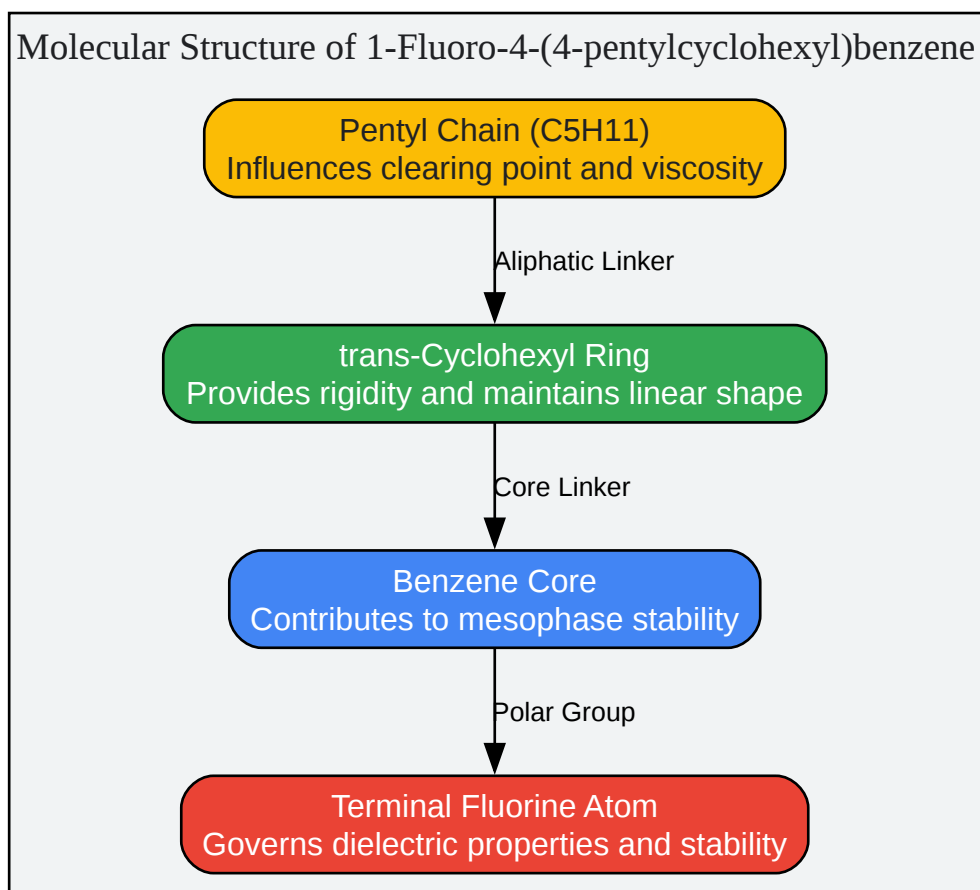 Molecular Structure of 1-Fluoro-4-(4-pentylcyclohexyl)benzene
Pentyl Chain (C5H11)
Influences clearing point and viscosity
Aliphatic Linker
trans-Cyclohexyl Ring
Provides rigidity and maintains linear shape
Core Linker
Benzene Core
Contributes to mesophase stability
Polar Group
Terminal Fluorine Atom
Governs dielectric properties and stability